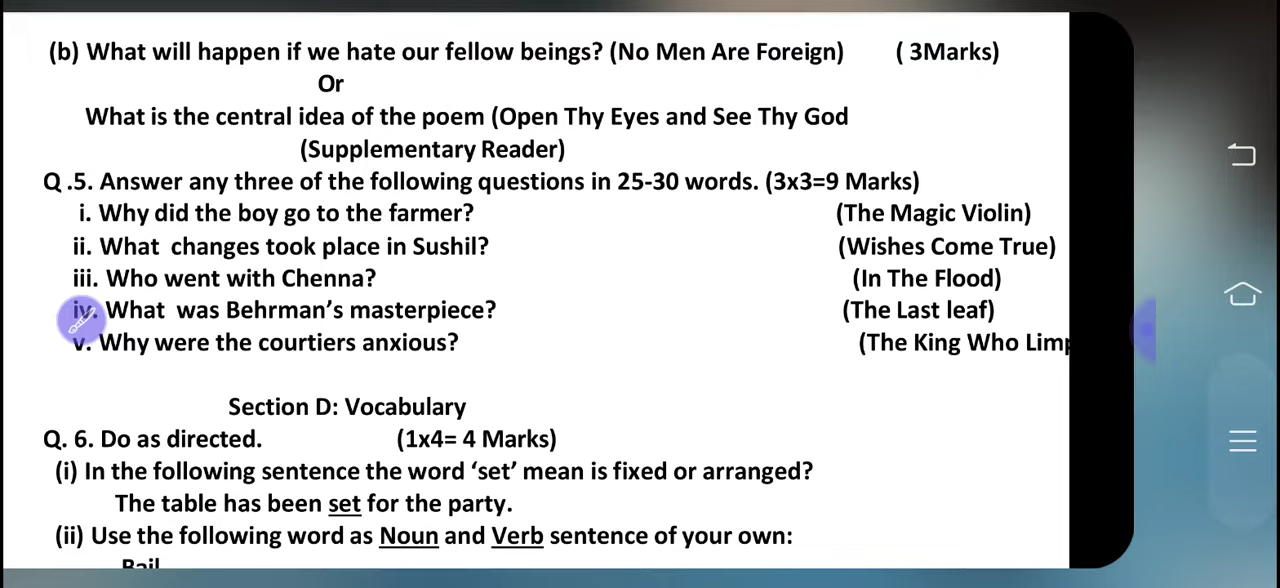 (b) What will happen if we hate our fellow beings? (No Men Are Foreign) ( 3Marks)
Or
What is the central idea of the poem (Open Thy Eyes and See Thy God
(Supplementary Reader)
Q .5. Answer any three of the following questions in 25-30 words. (3x3=9 Marks)
i. Why did the boy go to the farmer? (The Magic Violin)
ii. What changes took place in Sushil? (Wishes Come True)
iii. Who went with Chenna? (In The Flood)
iv. What was Behrman’s masterpiece? (The Last leaf)
v. Why were the courtiers anxious? (The King Who Limp
Section D: Vocabulary
Q. 6. Do as directed. (1x4= 4 Marks)
(i) In the following sentence the word ‘set’ mean is fixed or arranged?
The table has been set for the party.
(ii) Use the following word as Noun and Verb sentence of your own: